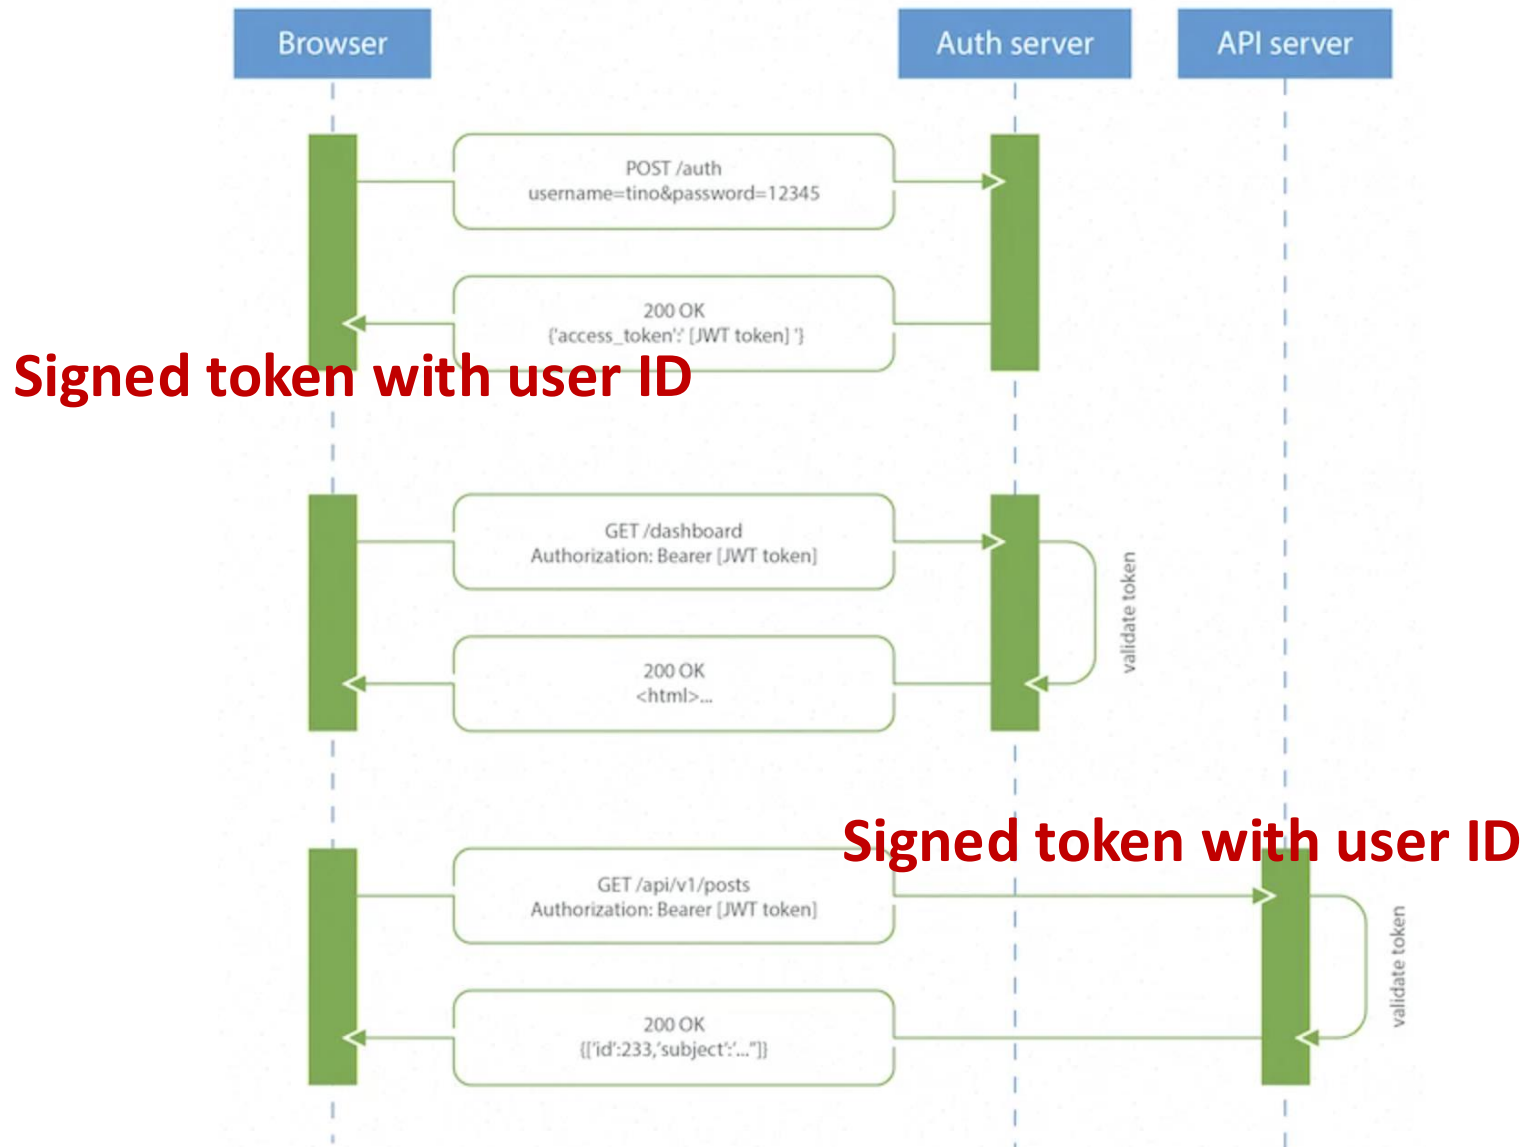 Browser
Auth server
API server
POST /auth
username=tino&password=12345
200 OK
{'access_token':' [JWT token] '}
Signed token with user ID
GET /dashboard
Authorization: Bearer [JWT token]
validate token
200 OK
<html>...
Signed token with user ID
GET /api/v1/posts
Authorization: Bearer [JWT token]
validate token
200 OK
{['id':233,'subject':'...'']}